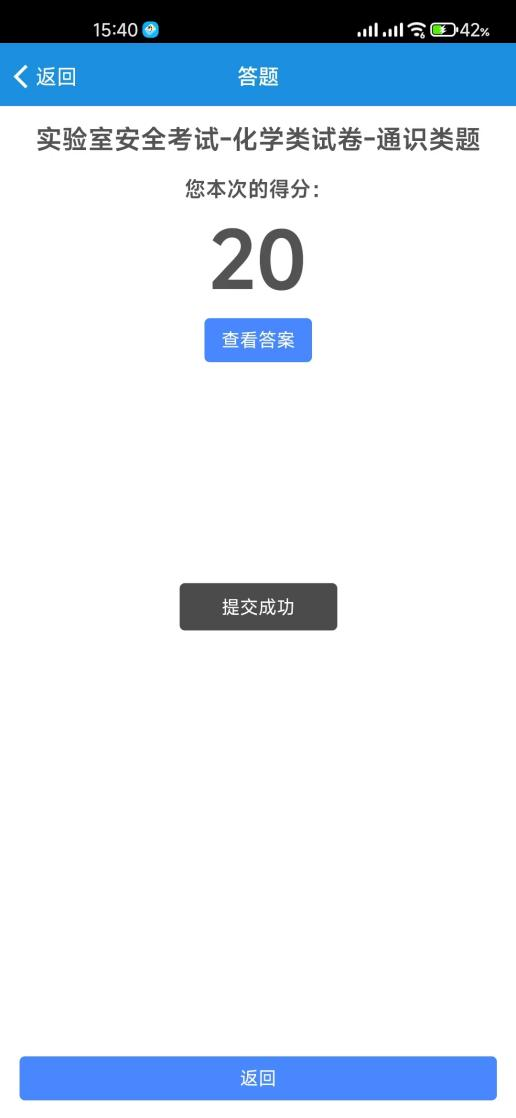 15:40 42%
返回 答题
实验室安全考试-化学类试卷-通识类题
您本次的得分：
20
查看答案
提交成功
返回